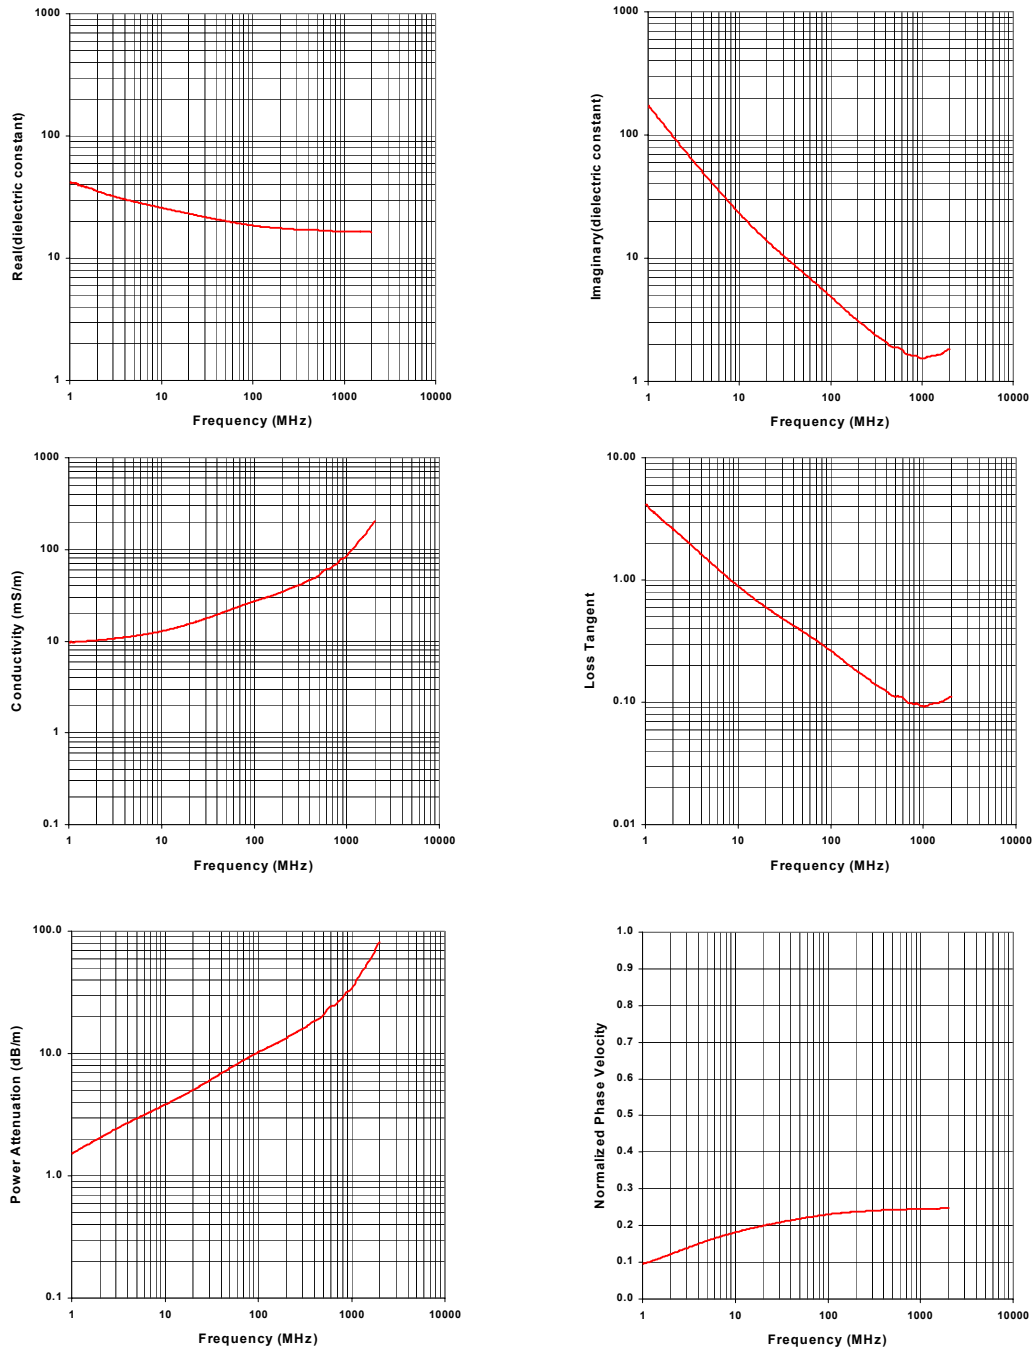 Real(dielectric constant)
1000
100
10
1
1 10 100 1000 10000
Frequency (MHz)
Imaginary(dielectric constant)
1000
100
10
1
1 10 100 1000 10000
Frequency (MHz)
Conductivity (mS/m)
1000
100
10
1
0.1
1 10 100 1000 10000
Frequency (MHz)
Loss Tangent
10.00
1.00
0.10
0.01
1 10 100 1000 10000
Frequency (MHz)
Power Attenuation (dB/m)
100.0
10.0
1.0
0.1
1 10 100 1000 10000
Frequency (MHz)
Normalized Phase Velocity
1.0
0.9
0.8
0.7
0.6
0.5
0.4
0.3
0.2
0.1
0.0
1 10 100 1000 10000
Frequency (MHz)